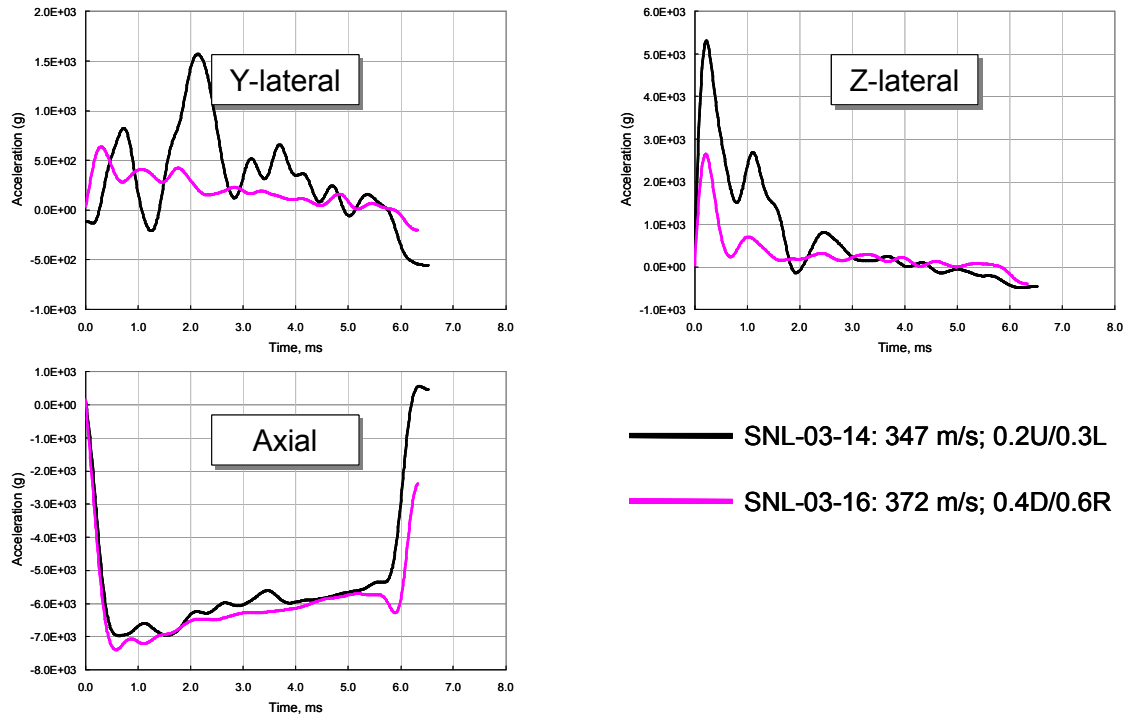 2.0E+03
1.5E+03
1.0E+03
5.0E+02
0.0E+00
-5.0E+02
-1.0E+03
Acceleration (g)
Y-lateral
0.0 1.0 2.0 3.0 4.0 5.0 6.0 7.0 8.0
Time, ms
6.0E+03
5.0E+03
4.0E+03
3.0E+03
2.0E+03
1.0E+03
0.0E+00
-1.0E+03
Acceleration (g)
Z-lateral
0.0 1.0 2.0 3.0 4.0 5.0 6.0 7.0 8.0
Time, ms
1.0E+03
0.0E+00
-1.0E+03
-2.0E+03
-3.0E+03
-4.0E+03
-5.0E+03
-6.0E+03
-7.0E+03
-8.0E+03
Acceleration (g)
Axial
0.0 1.0 2.0 3.0 4.0 5.0 6.0 7.0 8.0
Time, ms
SNL-03-14: 347 m/s; 0.2U/0.3L
SNL-03-16: 372 m/s; 0.4D/0.6R